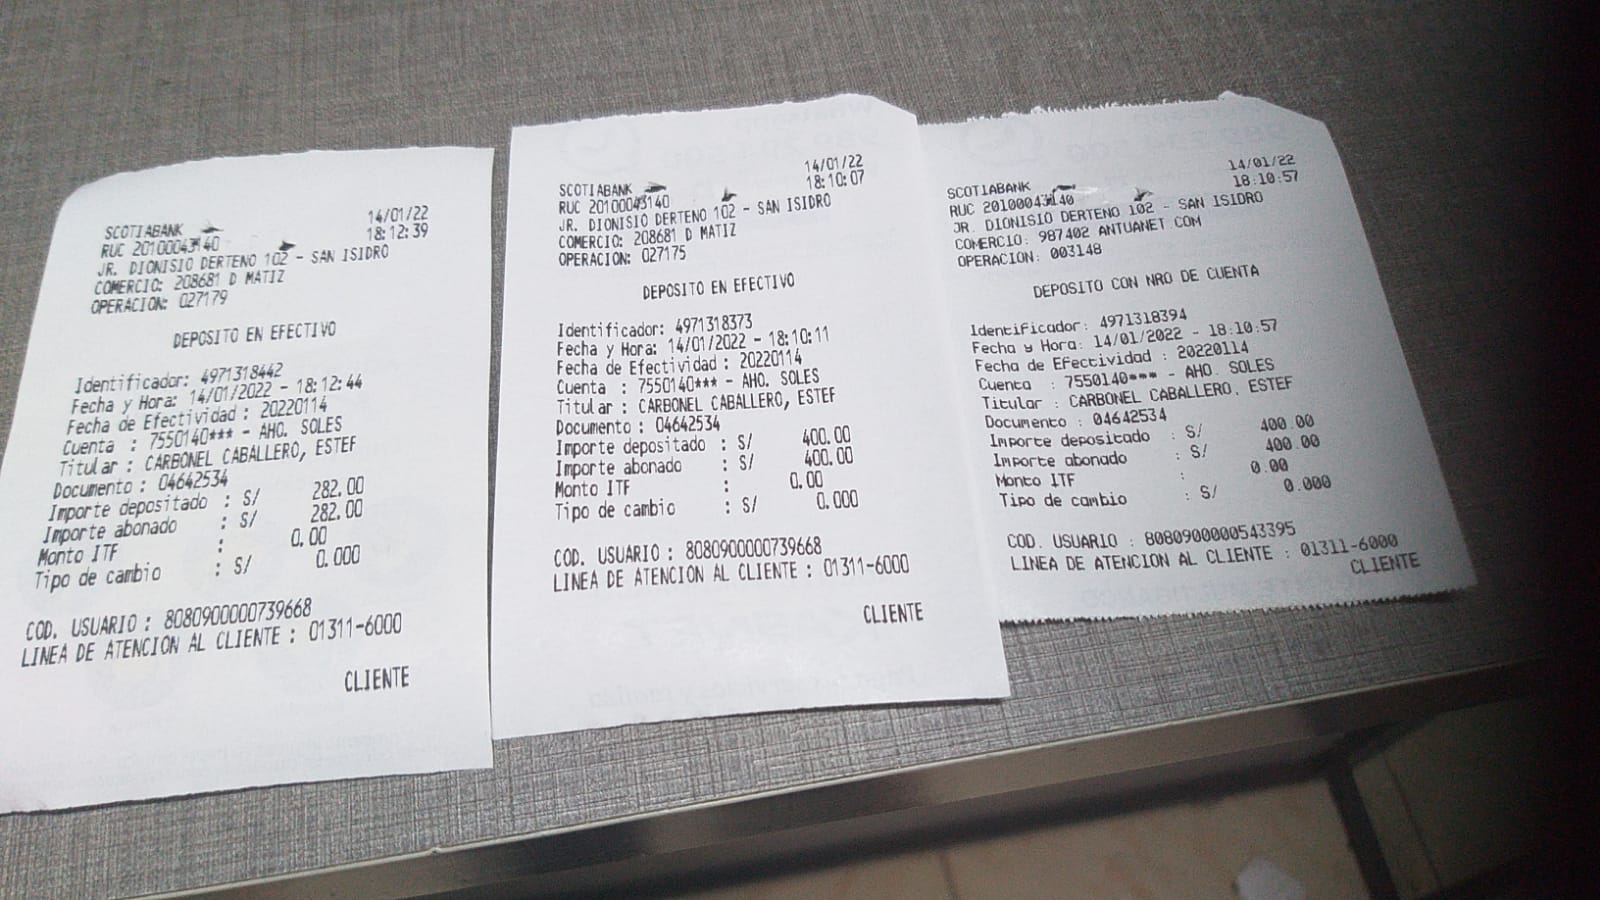 14/01/22
SCOTIABANK 18:12:39
RUC 20100043140
JR. DIONISIO DERTENO 102 - SAN ISIDRO
COMERCIO: 208681 D MATIZ
OPERACION: 027179
DEPOSITO EN EFECTIVO
Identificador: 4971318442
Fecha y Hora: 14/01/2022 - 18:12:44
Fecha de Efectividad : 20220114
Cuenta : 7550140*** - AHO. SOLES
Titular : CARBONEL CABALLERO, ESTEF
Documento : 04642534
Importe depositado : S/ 282.00
Importe abonado : S/ 282.00
Monto ITF : 0.00
Tipo de cambio : S/ 0.000
COD. USUARIO : 8080900000739668
LINEA DE ATENCION AL CLIENTE : 01311-6000
CLIENTE
14/01/22
SCOTIABANK 18:10:07
RUC 20100043140
JR. DIONISIO DERTENO 102 - SAN ISIDRO
COMERCIO: 208681 D MATIZ
OPERACION: 027175
DEPOSITO EN EFECTIVO
Identificador: 4971318373
Fecha y Hora: 14/01/2022 - 18:10:11
Fecha de Efectividad : 20220114
Cuenta : 7550140*** - AHO. SOLES
Titular : CARBONEL CABALLERO, ESTEF
Documento : 04642534
Importe depositado : S/ 400.00
Importe abonado : S/ 400.00
Monto ITF : 0.00
Tipo de cambio : S/ 0.000
COD. USUARIO : 8080900000739668
LINEA DE ATENCION AL CLIENTE : 01311-6000
CLIENTE
14/01/22
SCOTIABANK 18:10:57
RUC 20100043140
JR. DIONISIO DERTENO 102 - SAN ISIDRO
COMERCIO: 987402 ANTUANET.COM
OPERACION: 003148
DEPOSITO CON NRO DE CUENTA
Identificador: 4971318394
Fecha y Hora: 14/01/2022 - 18:10:57
Fecha de Efectividad : 20220114
Cuenta : 7550140*** - AHO. SOLES
Titular : CARBONEL CABALLERO, ESTEF
Documento : 04642534
Importe depositado : S/ 400.00
Importe abonado : S/ 400.00
Monto ITF : 0.00
Tipo de cambio : S/ 0.000
COD. USUARIO : 8080900000543395
LINEA DE ATENCION AL CLIENTE : 01311-6000
CLIENTE